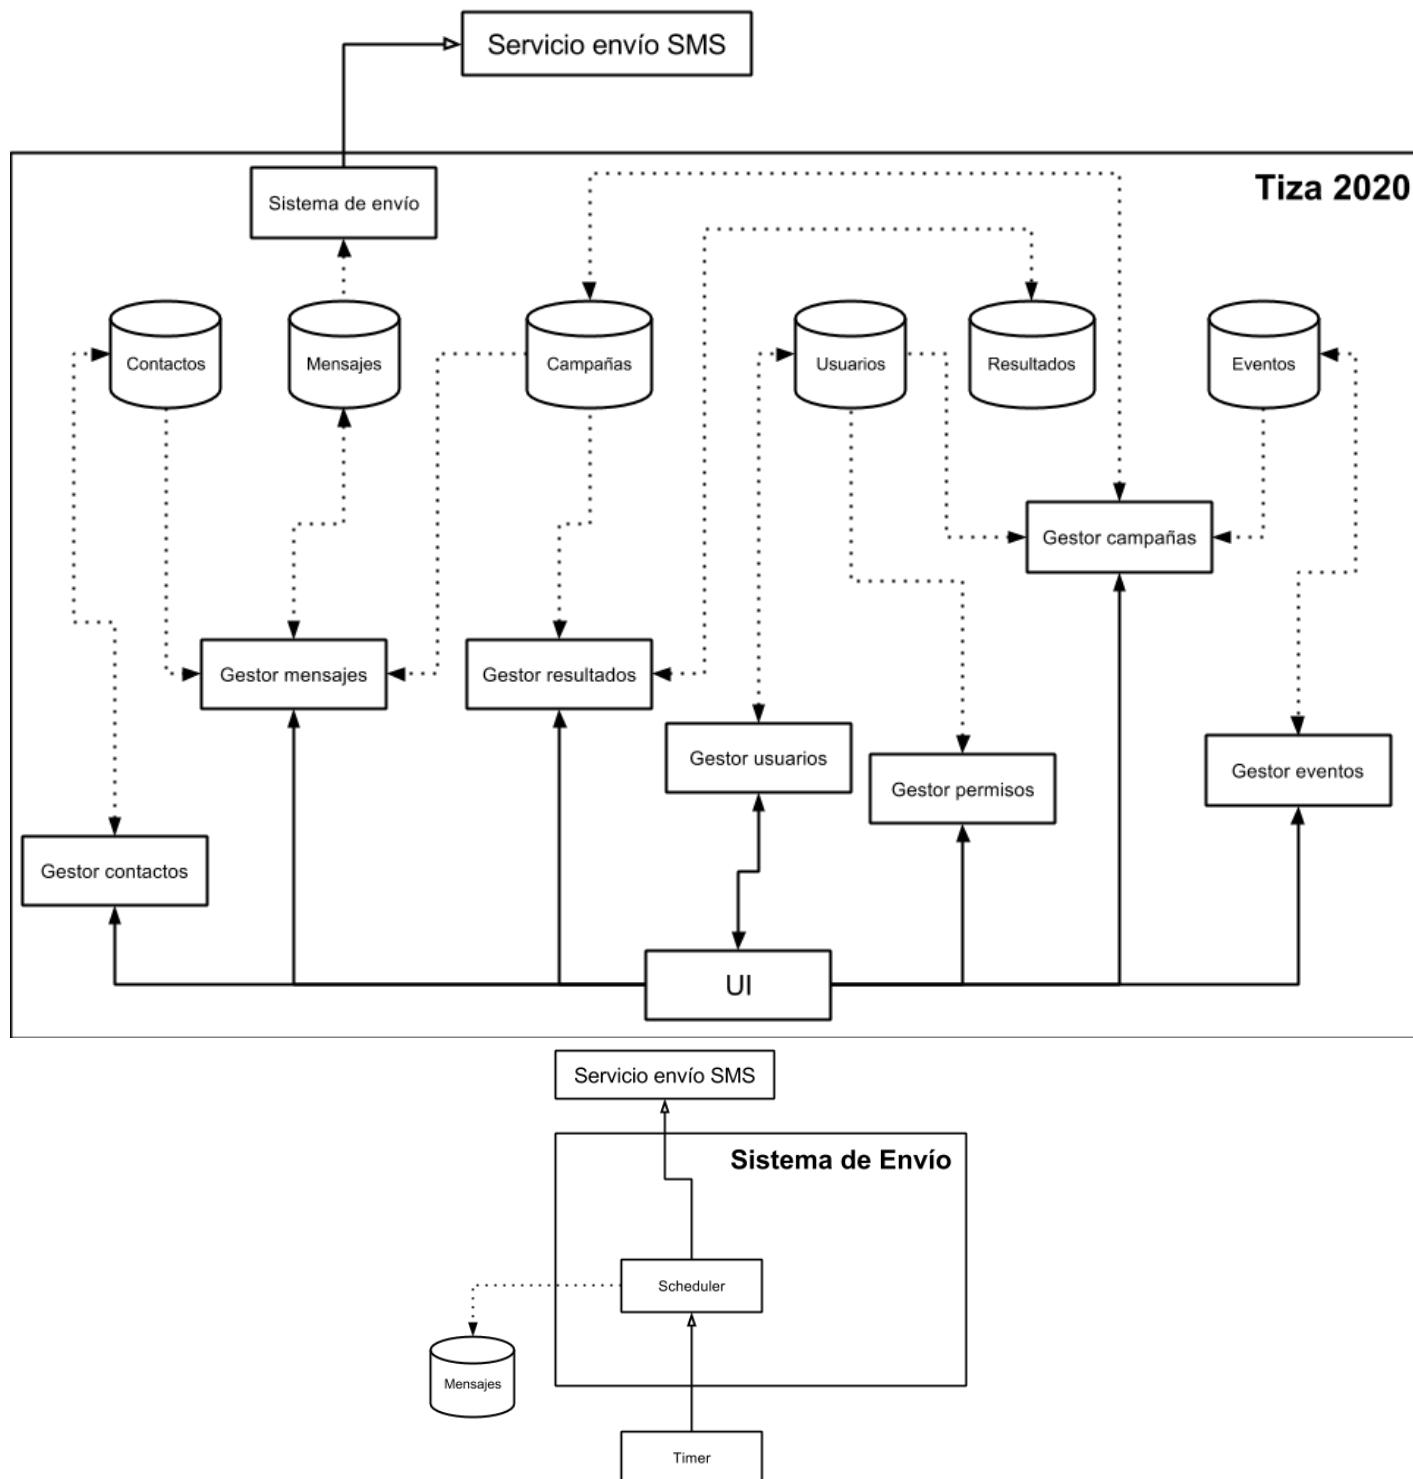 Servicio envío SMS
Tiza 2020
Sistema de envío
Contactos
Mensajes
Campañas
Usuarios
Resultados
Eventos
Gestor campañas
Gestor mensajes
Gestor resultados
Gestor usuarios
Gestor permisos
Gestor eventos
Gestor contactos
UI
Servicio envío SMS
Sistema de Envío
Scheduler
Mensajes
Timer